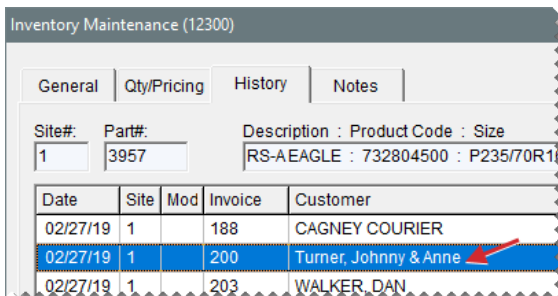 Inventory Maintenance (12300)
General Qty/Pricing History Notes
Site#: Part#: Description : Product Code : Size
1 3957 RS-A EAGLE : 732804500 : P235/70R1
Date Site Mod Invoice Customer
02/27/19 1 188 CAGNEY COURIER
02/27/19 1 200 Turner, Johnny & Anne
02/27/19 1 203 WALKER, DAN